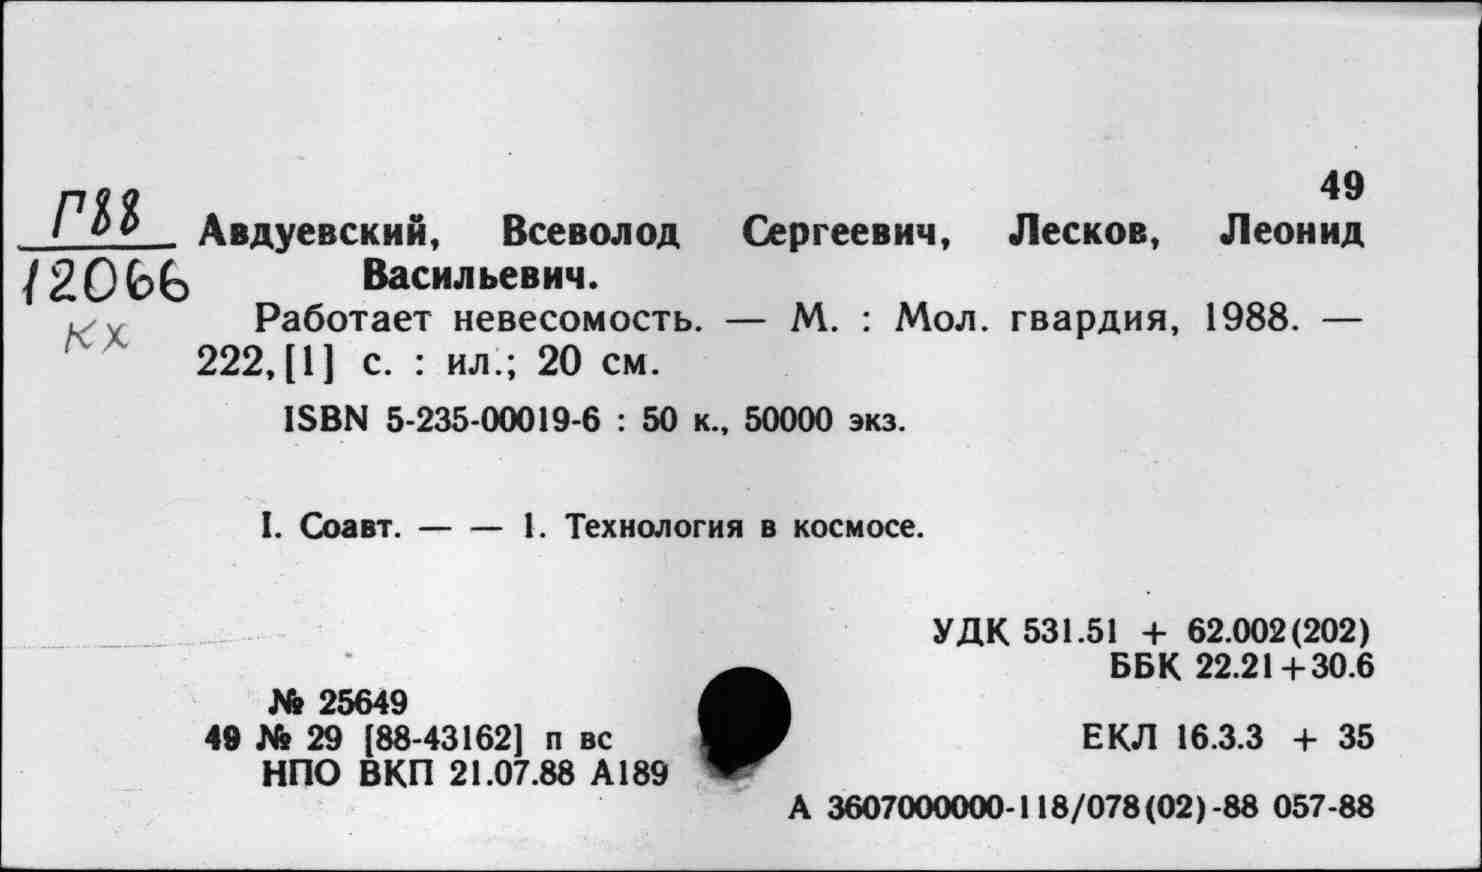 49
Г88
12066
кх
Авдуевский, Всеволод Сергеевич, Лесков, Леонид
Васильевич.
Работает невесомость. — М. : Мол. гвардия, 1988. —
222, [1] с. : ил.; 20 см.
ISBN 5-235-00019-6 : 50 к., 50000 экз.
I. Соавт. — — 1. Технология в космосе.
УДК 531.51 + 62.002(202)
ББК 22.21+30.6
№ 25649
49 № 29 [88-43162] п вс
ЕКЛ 16.3.3 + 35
НПО ВКП 21.07.88 А189
А 3607000000-118/078(02)-88 057-88